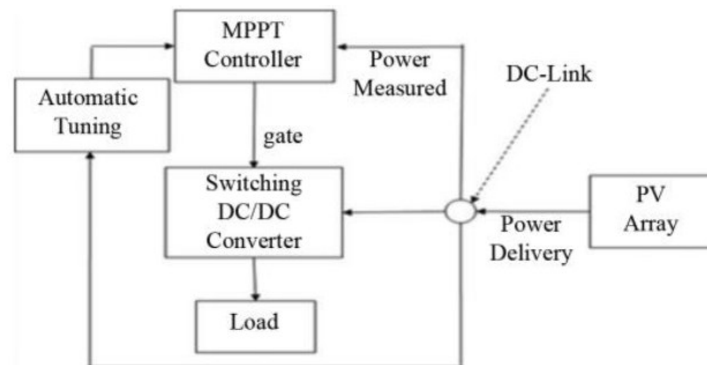 MPPT
Controller
Power
Measured
DC-Link
Automatic
Tuning
gate
Switching
DC/DC
Converter
PV
Array
Power
Delivery
Load